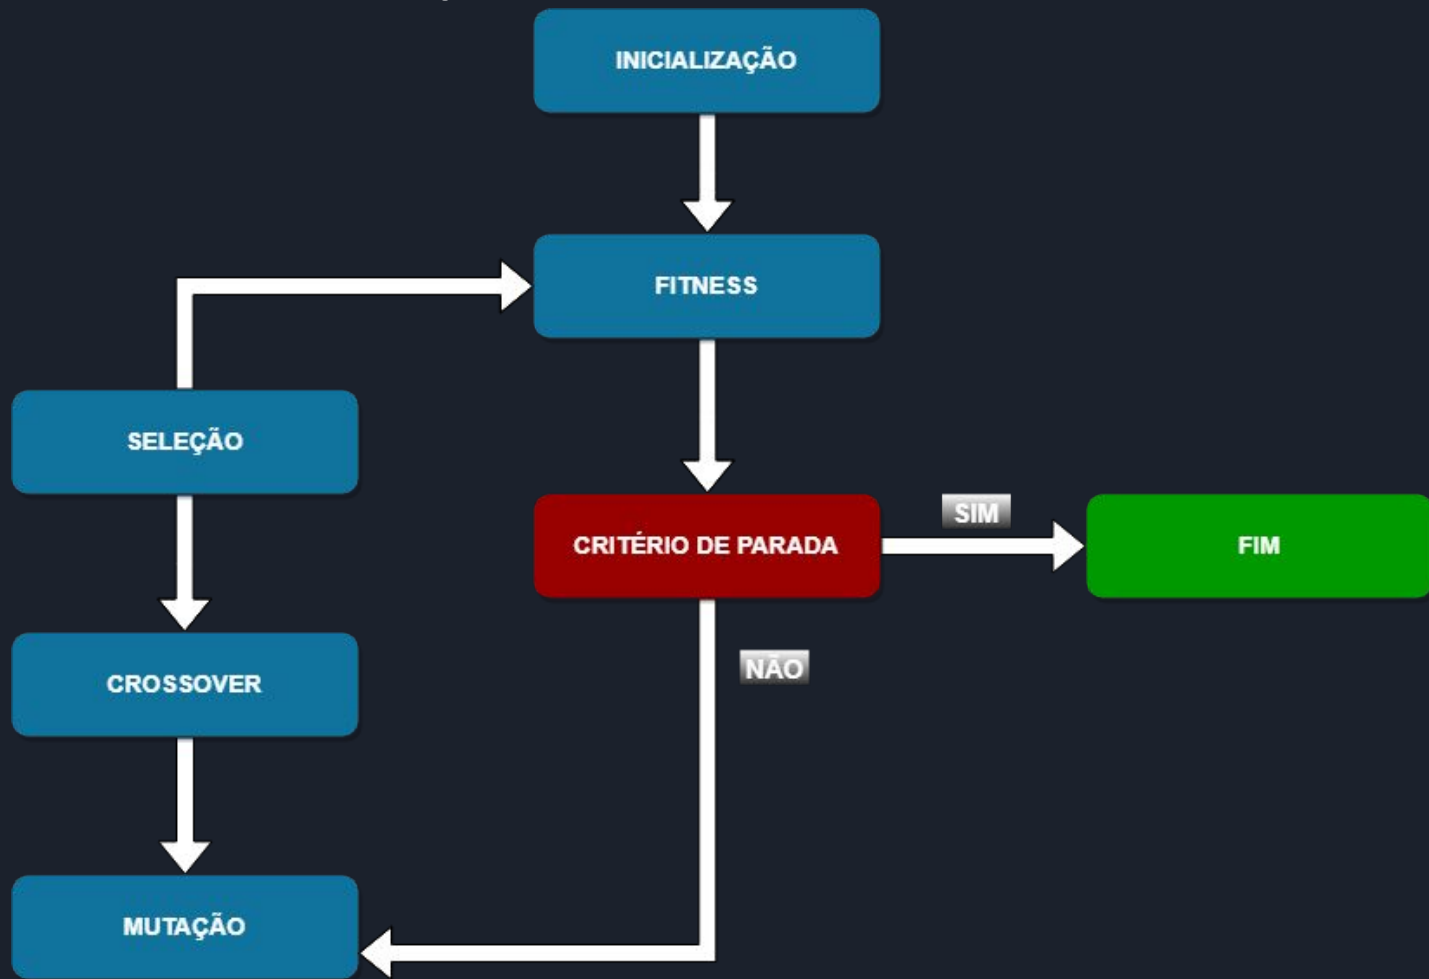 INICIALIZAÇÃO
FITNESS
SELEÇÃO
CRITÉRIO DE PARADA
SIM
FIM
NÃO
CROSSOVER
MUTAÇÃO